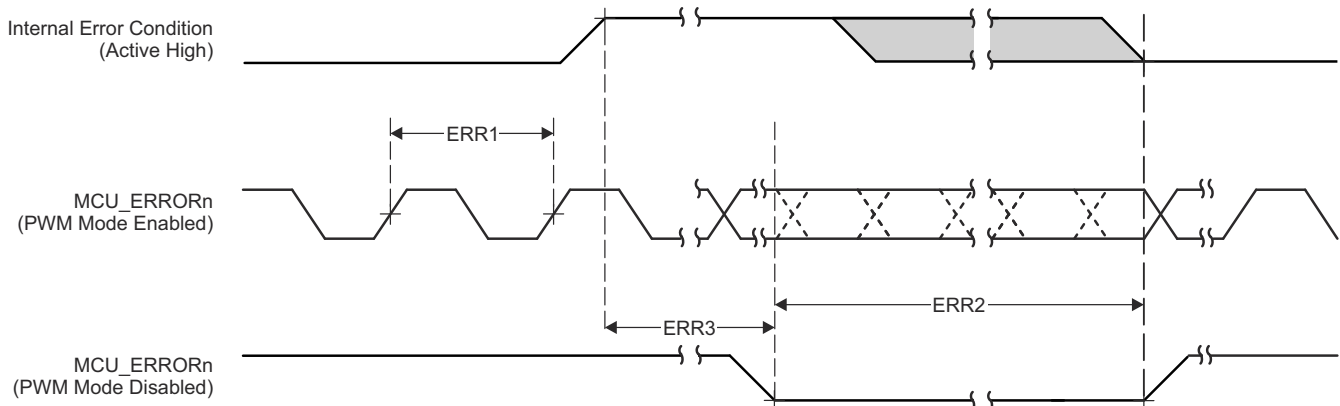 Internal Error Condition
(Active High)
ERR1
MCU_ERRORn
(PWM Mode Enabled)
ERR2
ERR3
MCU_ERRORn
(PWM Mode Disabled)